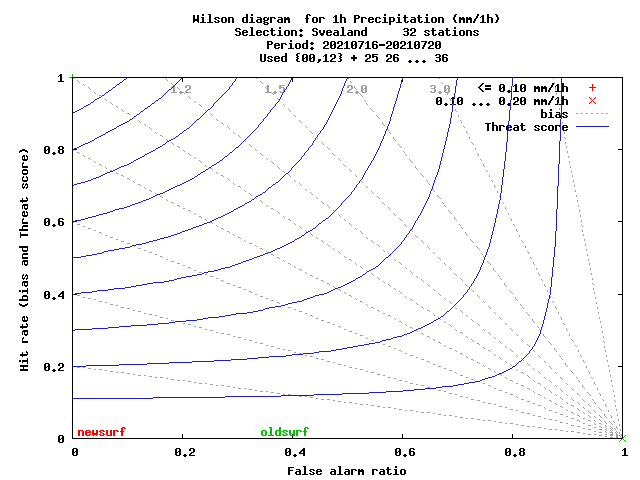 Wilson diagram for 1h Precipitation (mm/1h)
Selection: Svealand 32 stations
Period: 20210716-20210720
Used {00,12} + 25 26 ... 36
1.2 1.5 2.0 3.0
<= 0.10 mm/1h
0.10 ... 0.20 mm/1h
bias
Threat score
Hit rate (bias and Threat score)
1
0.8
0.6
0.4
0.2
0
newsurf oldsurf
0 0.2 0.4 0.6 0.8 1
False alarm ratio